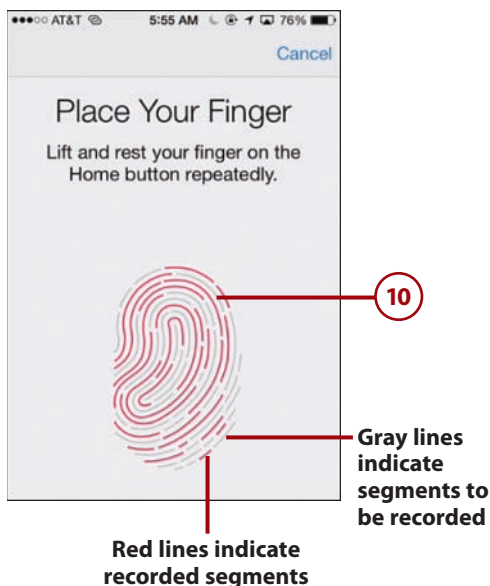 AT&T 5:55 AM 76%
Cancel
Place Your Finger
Lift and rest your finger on the
Home button repeatedly.
10
Gray lines
indicate
segments to
be recorded
Red lines indicate
recorded segments